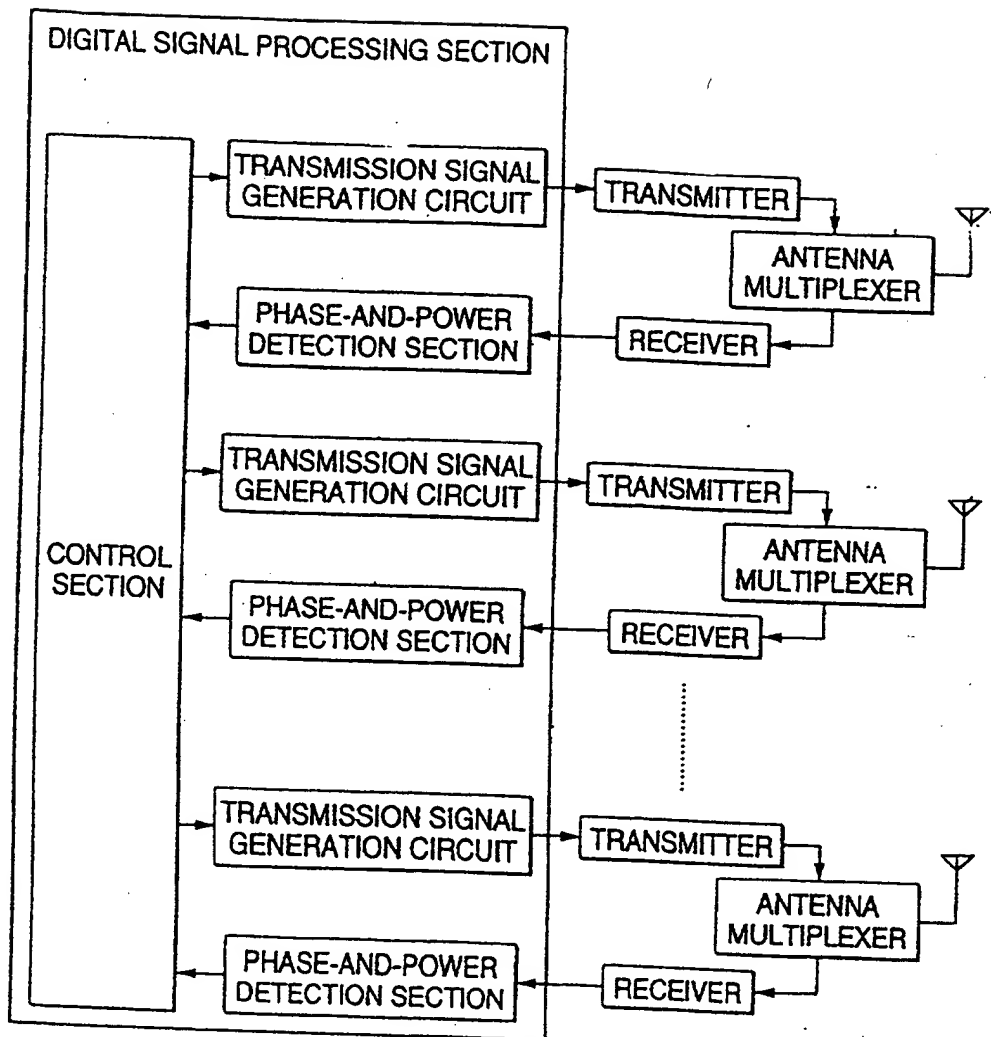 DIGITAL SIGNAL PROCESSING SECTION
TRANSMISSION SIGNAL
GENERATION CIRCUIT
TRANSMITTER
ANTENNA
MULTIPLEXER
PHASE-AND-POWER
DETECTION SECTION
RECEIVER
TRANSMISSION SIGNAL
GENERATION CIRCUIT
TRANSMITTER
CONTROL
SECTION
ANTENNA
MULTIPLEXER
PHASE-AND-POWER
DETECTION SECTION
RECEIVER
TRANSMISSION SIGNAL
GENERATION CIRCUIT
TRANSMITTER
ANTENNA
MULTIPLEXER
PHASE-AND-POWER
DETECTION SECTION
RECEIVER